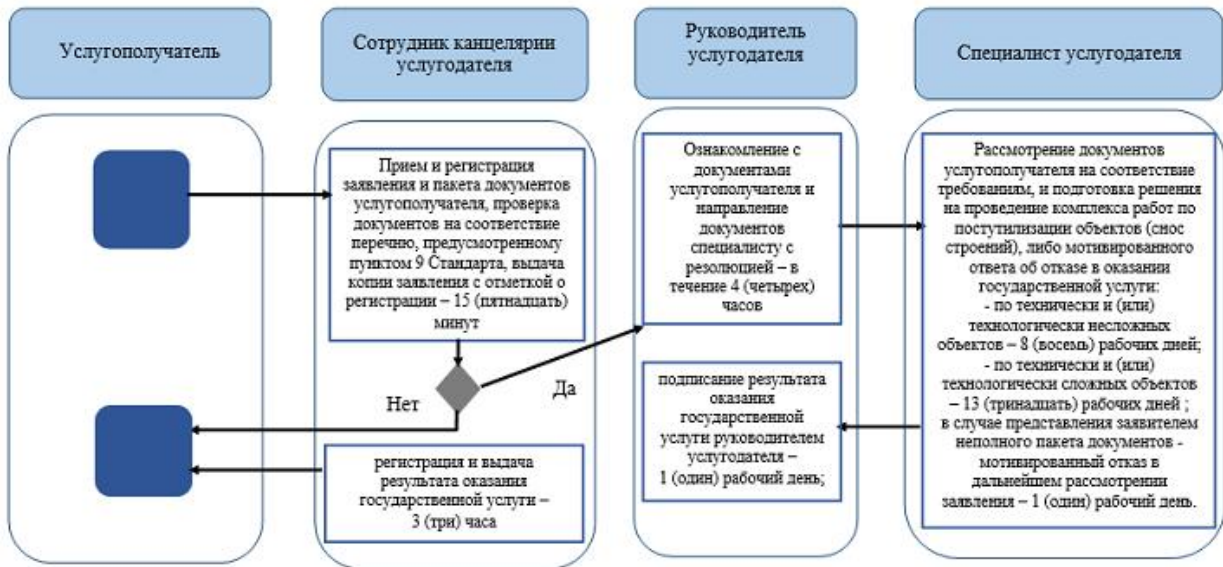 Услугополучатель
Сотрудник канцелярии
услугодателя
Руководитель
услугодателя
Специалист услугодателя
Прием и регистрация
заявления и пакета документов
услугополучателя, проверка
документов на соответствие
перечню, предусмотренному
пунктом 9 Стандарта, выдача
копии заявления с отметкой о
регистрации – 15 (пятнадцать)
минут
Нет
Да
регистрация и выдача
результата оказания
государственной услуги –
3 (три) часа
Ознакомление с
документами
услугополучателя и
направление
документов
специалисту с
резолюцией – в
течение 4 (четырех)
часов
подписание результата
оказания
государственной
услуги руководителем
услугодателя –
1 (один) рабочий день;
Рассмотрение документов
услугополучателя на соответствие
требованиям, и подготовка решения
на проведение комплекса работ по
постутилизации объектов (снос
строений), либо мотивированного
ответа об отказе в оказании
государственной услуги:
- по технически и (или)
технологически несложных
объектов – 8 (восемь) рабочих дней;
- по технически и (или)
технологически сложных объектов
– 13 (тринадцать) рабочих дней ;
в случае представления заявителем
неполного пакета документов -
мотивированный отказ в
дальнейшем рассмотрении
заявления – 1 (один) рабочий день.